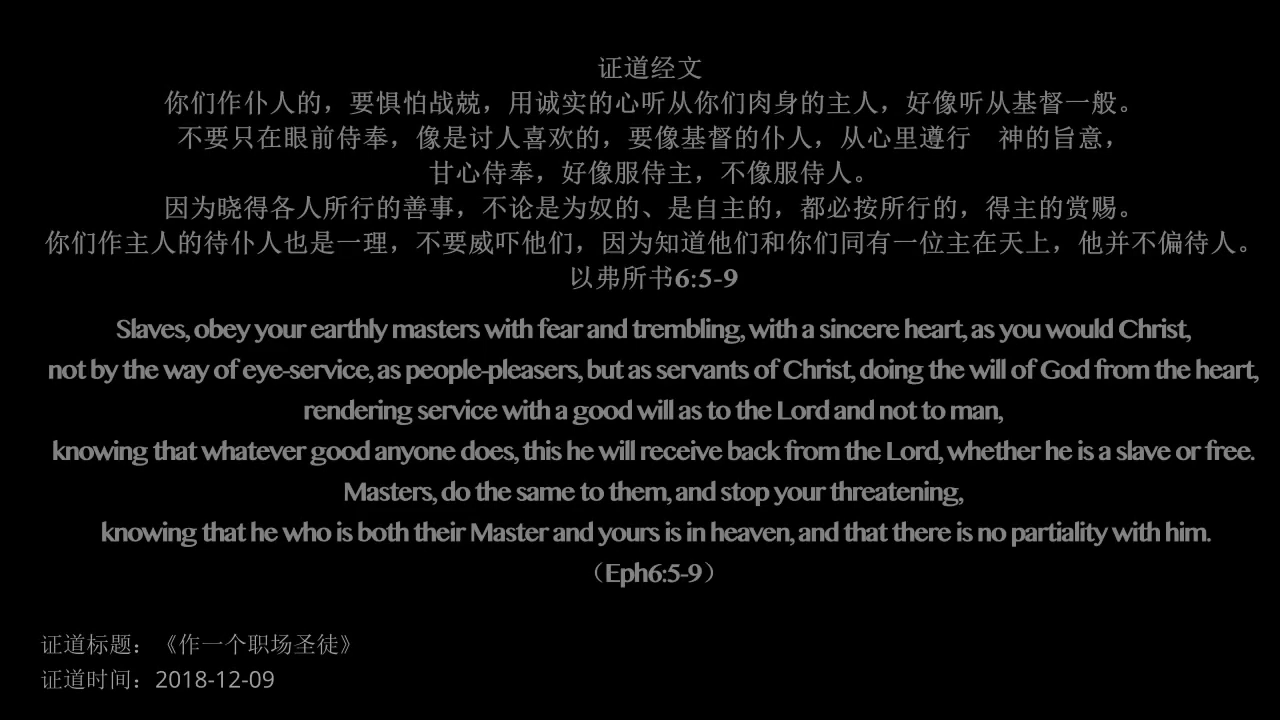 证道经文
你们作仆人的，要惧怕战兢，用诚实的心听从你们肉身的主人，好像听从基督一般。
不要只在眼前侍奉，像是讨人喜欢的，要像基督的仆人，从心里遵行　神的旨意，
甘心侍奉，好像服侍主，不像服侍人。
因为晓得各人所行的善事，不论是为奴的、是自主的，都必按所行的，得主的赏赐。
你们作主人的待仆人也是一理，不要威吓他们，因为知道他们和你们同有一位主在天上，他并不偏待人。
以弗所书6:5-9
Slaves, obey your earthly masters with fear and trembling, with a sincere heart, as you would Christ,
not by the way of eye-service, as people-pleasers, but as servants of Christ, doing the will of God from the heart,
rendering service with a good will as to the Lord and not to man,
knowing that whatever good anyone does, this he will receive back from the Lord, whether he is a slave or free.
Masters, do the same to them, and stop your threatening,
knowing that he who is both their Master and yours is in heaven, and that there is no partiality with him.
（Eph6:5-9）
证道标题：《作一个职场圣徒》
证道时间：2018-12-09